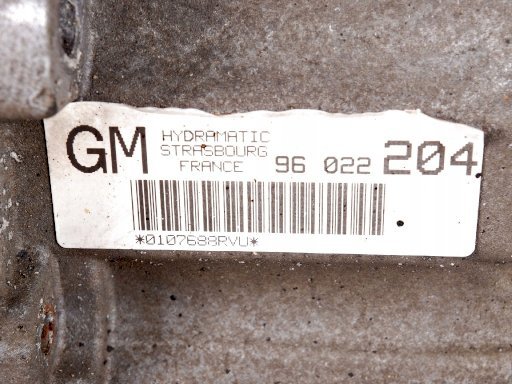 GM HYDRAMATIC
STRASBOURG
FRANCE 96 022 204
*0107688RVU*